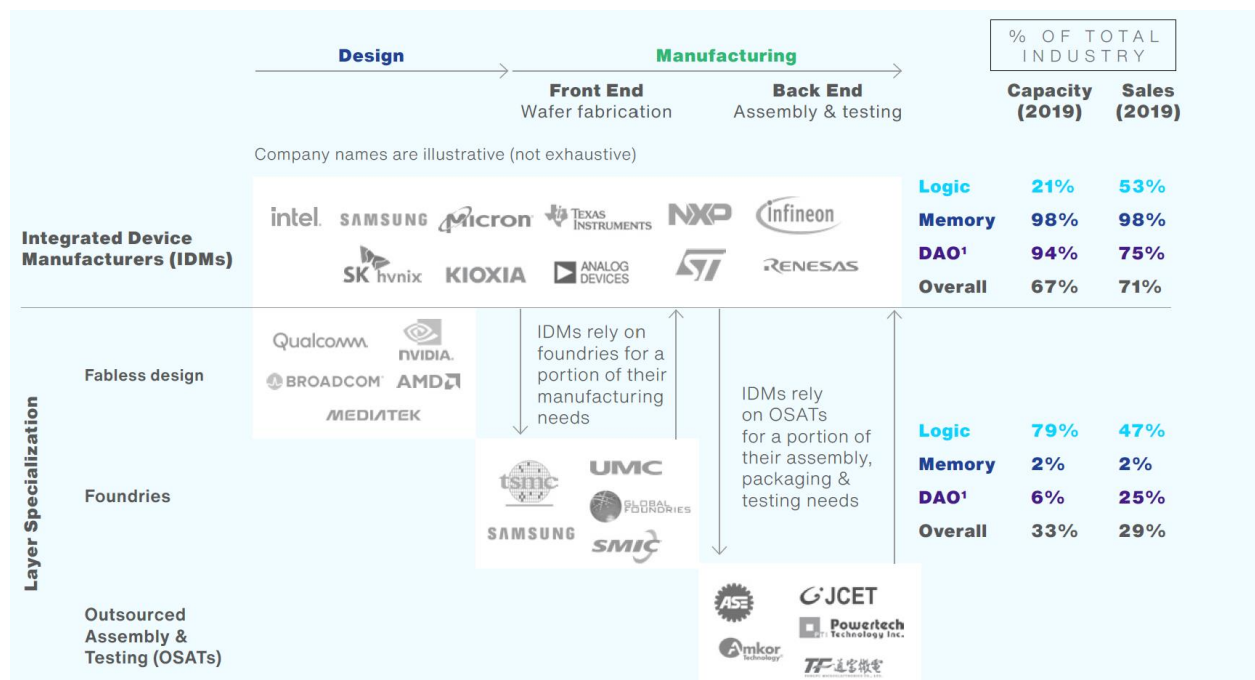 % OF TOTAL
INDUSTRY
Design
Manufacturing
Front End
Wafer fabrication
Back End
Assembly & testing
Capacity
(2019)
Sales
(2019)
Company names are illustrative (not exhaustive)
Integrated Device
Manufacturers (IDMs)
intel.
SAMSUNG
Micron
TEXAS
INSTRUMENTS
NXP
infineon
SK hynix
KIOXIA
ANALOG
DEVICES
ST
RENESAS
Logic 21% 53%
Memory 98% 98%
DAO¹ 94% 75%
Overall 67% 71%
Layer Specialization
Fabless design
Qualcomm
NVIDIA.
BROADCOM
AMD
MEDIATEK
IDMs rely on
foundries for a
portion of their
manufacturing
needs
IDMs rely
on OSATs
for a portion of
their assembly,
packaging &
testing needs
Foundries
tsmc
UMC
GLOBAL
FOUNDRIES
SAMSUNG
SMIC
Logic 79% 47%
Memory 2% 2%
DAO¹ 6% 25%
Overall 33% 29%
Outsourced
Assembly &
Testing (OSATs)
ASE
JCET
PTI
Powertech
Technology Inc.
Amkor
Technology
TF